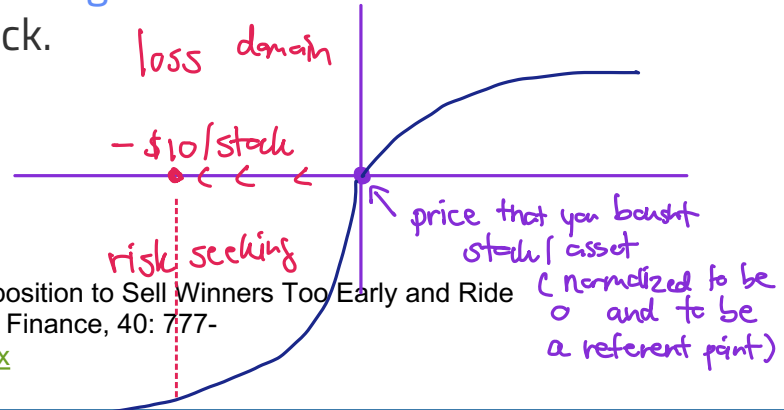 ck.
loss domain
- $10/stock
risk seeking
price that you bought
stock/asset
(normalized to be
0 and to be
a referent point)
position to Sell Winners Too Early and Ride
Finance, 40: 777-
x